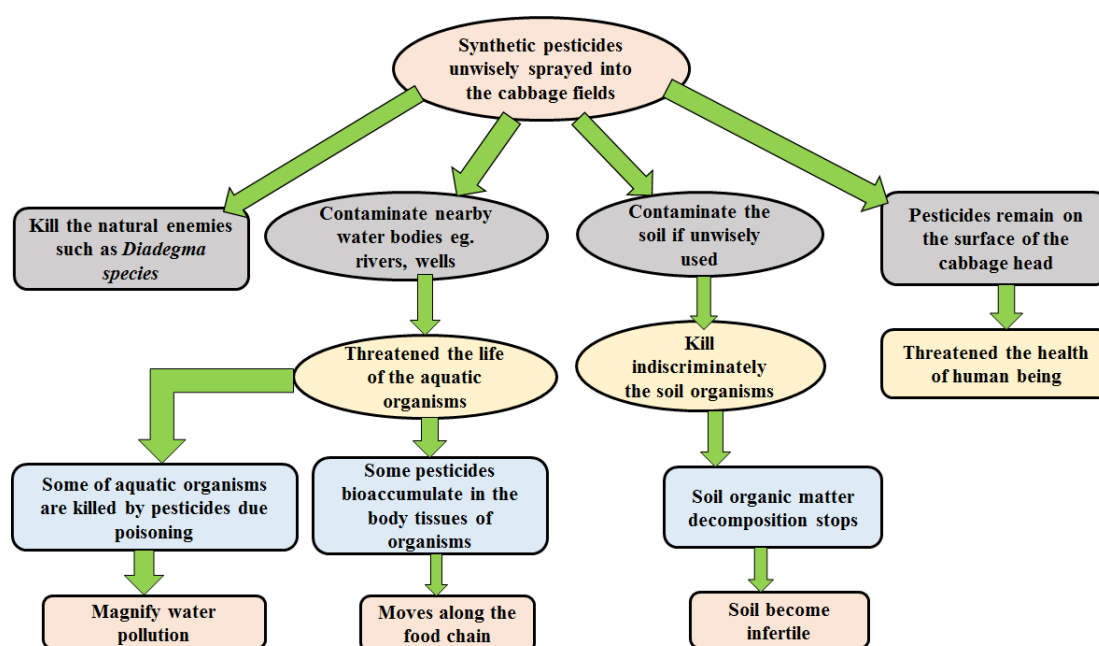 Synthetic pesticides
unwisely sprayed into
the cabbage fields
Kill the natural enemies
such as Diadegma
species
Contaminate nearby
water bodies eg.
rivers, wells
Contaminate the
soil if unwisely
used
Pesticides remain on
the surface of the
cabbage head
Threatened the life
of the aquatic
organisms
Kill
indiscriminately
the soil organisms
Threatened the health
of human being
Some of aquatic organisms
are killed by pesticides due
poisoning
Some pesticides
bioaccumulate in the
body tissues of
organisms
Soil organic matter
decomposition stops
Magnify water
pollution
Moves along the
food chain
Soil become
infertile